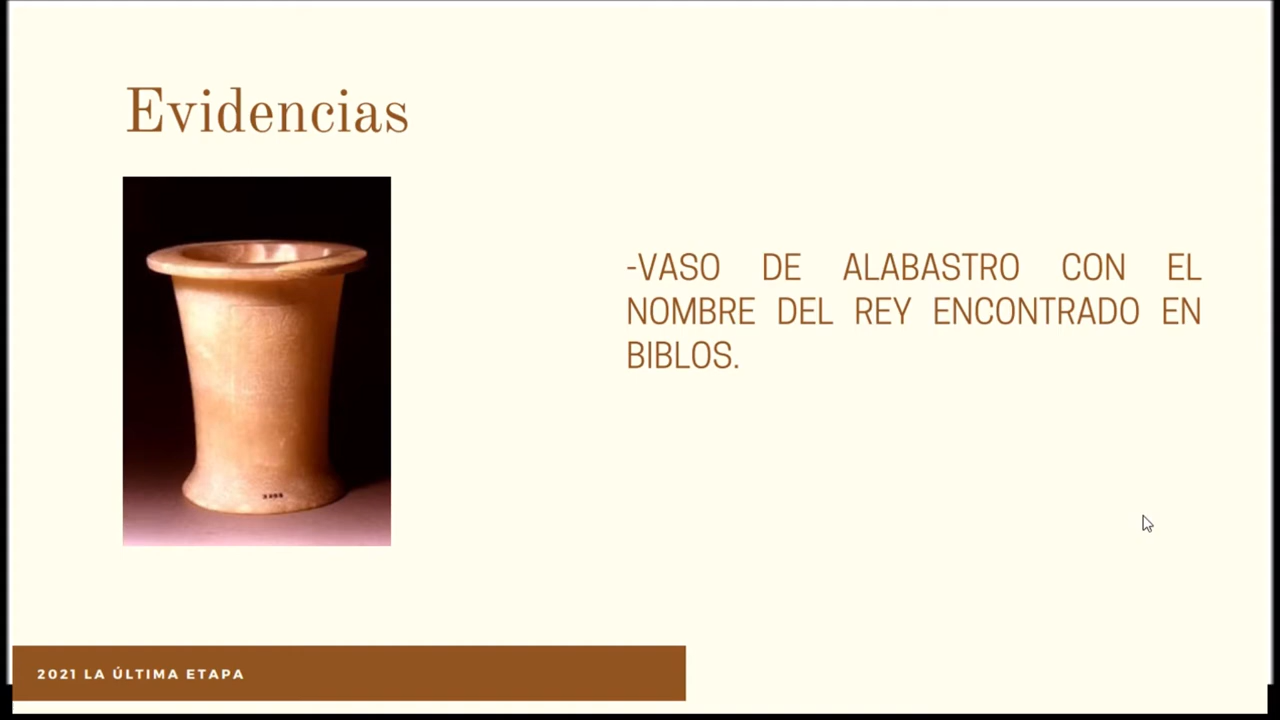 Evidencias
-VASO DE ALABASTRO CON EL
NOMBRE DEL REY ENCONTRADO EN
BIBLOS.
2021 LA ÚLTIMA ETAPA